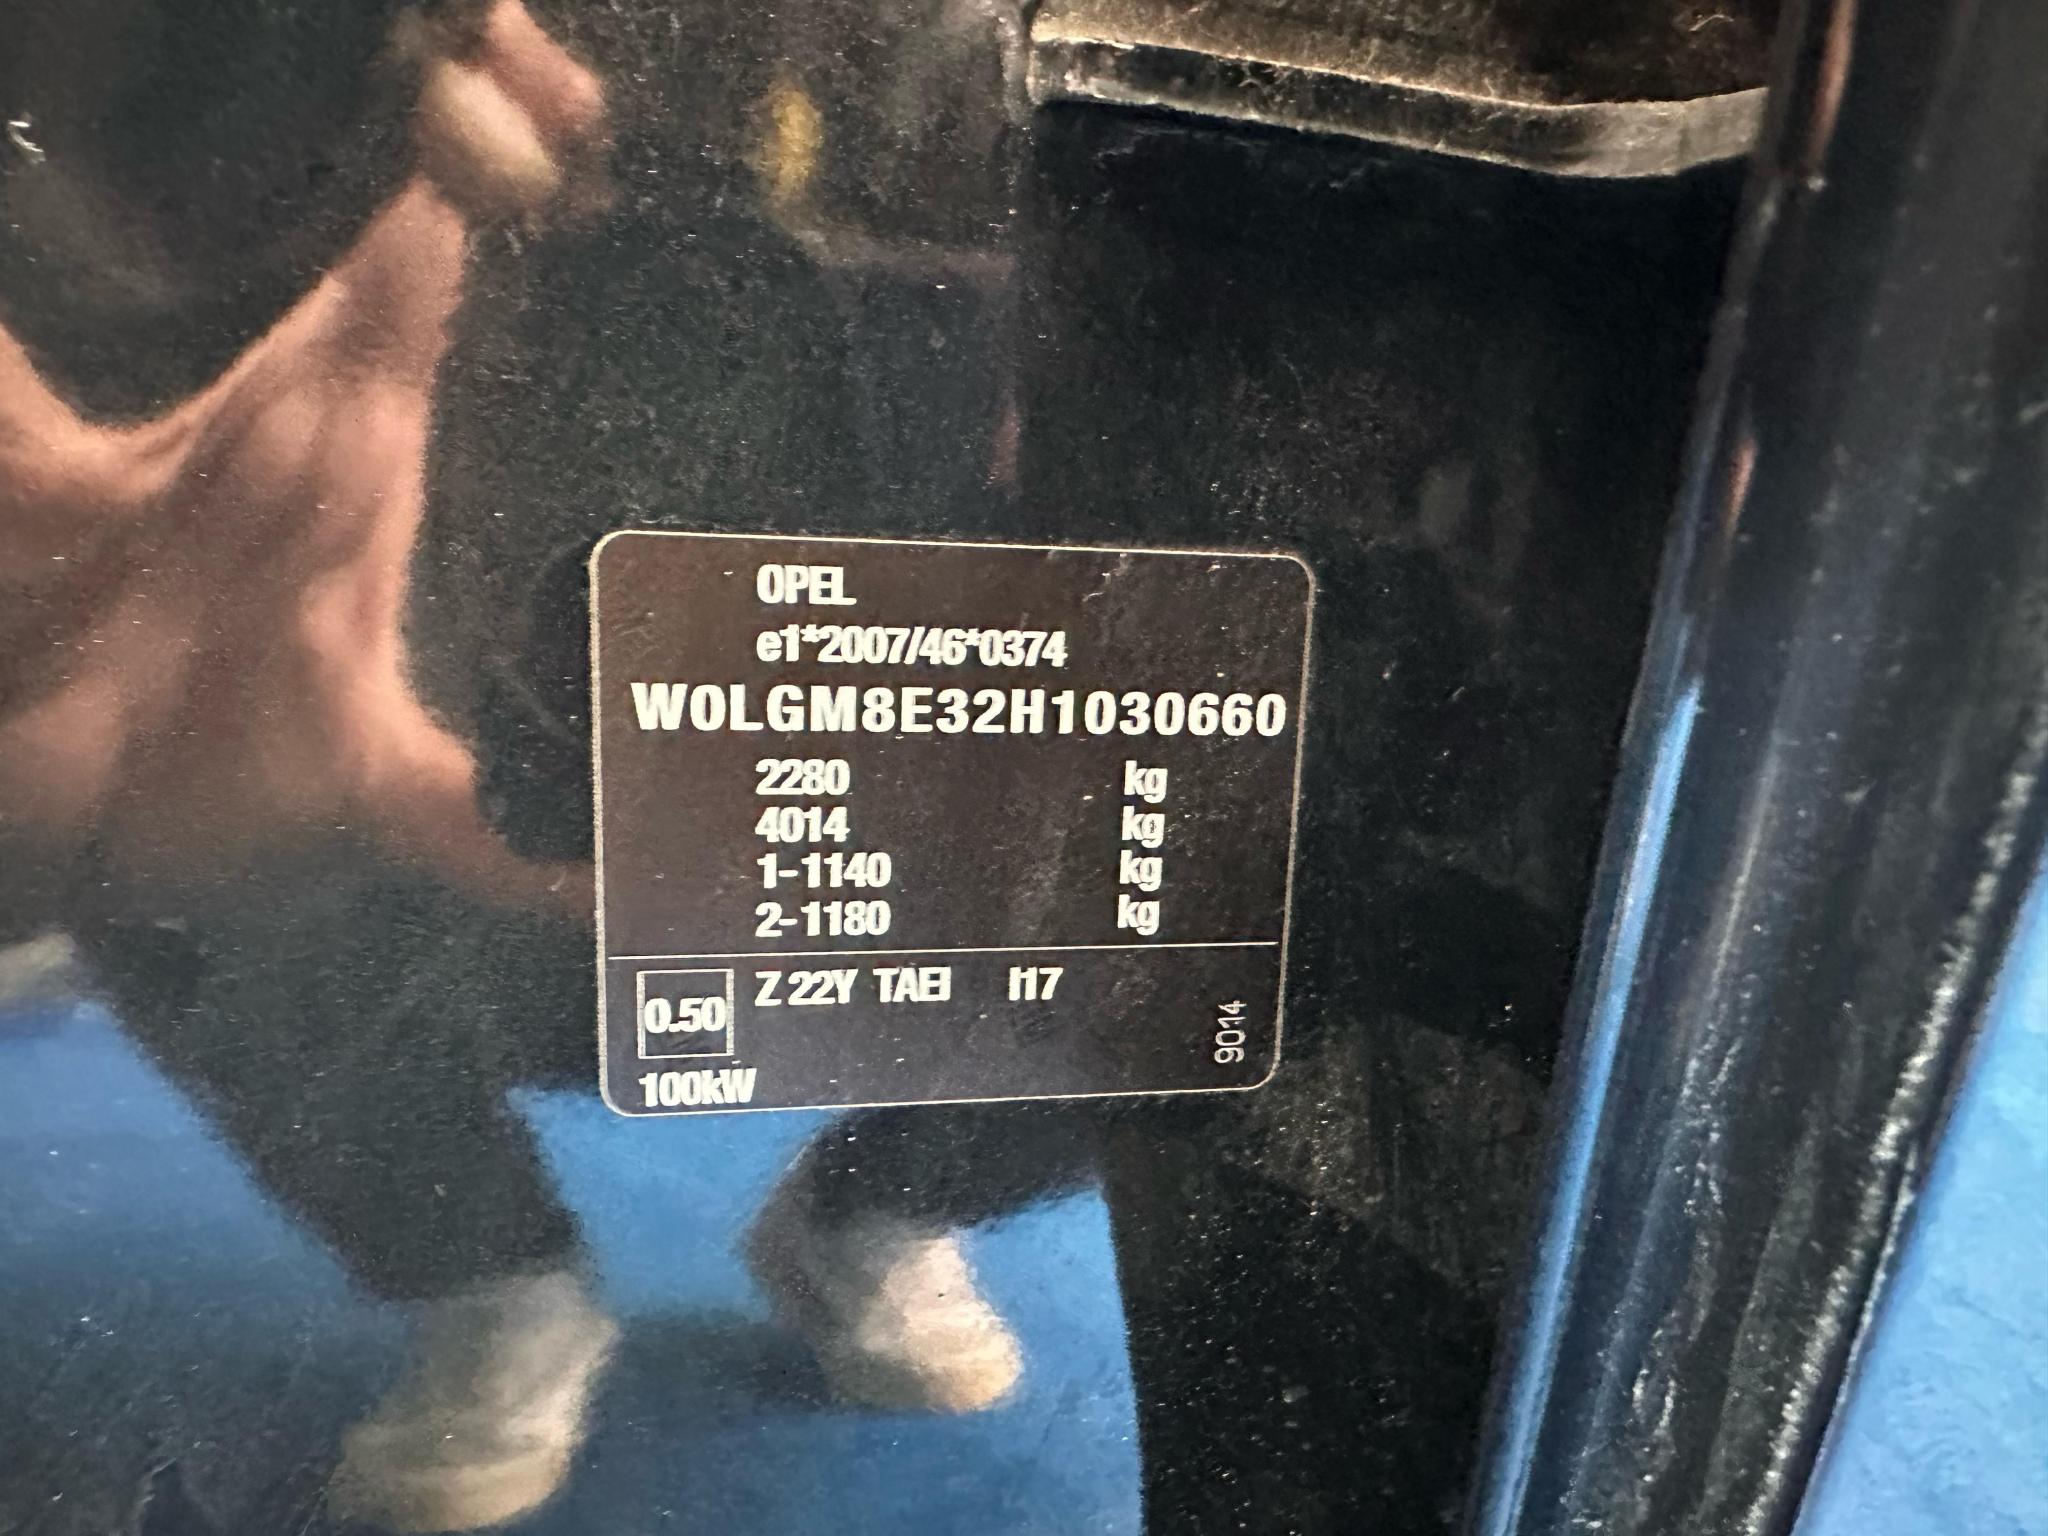 OPEL
e1*2007/46*0374
W0LGM8E32H1030660
2280 kg
4014 kg
1-1140 kg
2-1180 kg
0.50 Z 22Y TAEI I17
9014
100kW